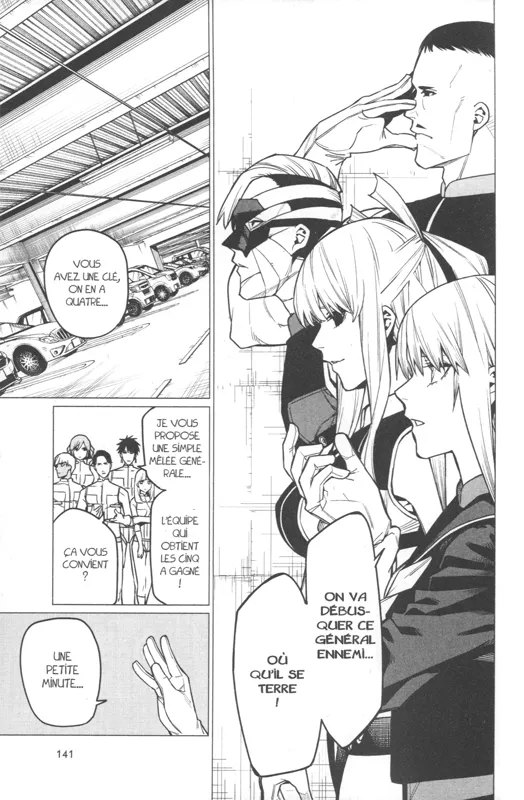 ON VA
DÉBUS-
QUER CE
GÉNÉRAL
ENNEMI...
OÙ
QU'IL SE
TERRE
!
VOUS
AVEZ UNE CLÉ,
ON EN A
QUATRE...
JE VOUS
PROPOSE
UNE SIMPLE
MÊLÉE GÉNÉ-
RALE...
L'ÉQUIPE
QUI
OBTIENT
LES CINQ
A GAGNÉ
!
ÇA VOUS
CONVIENT
?
UNE
PETITE
MINUTE...
141